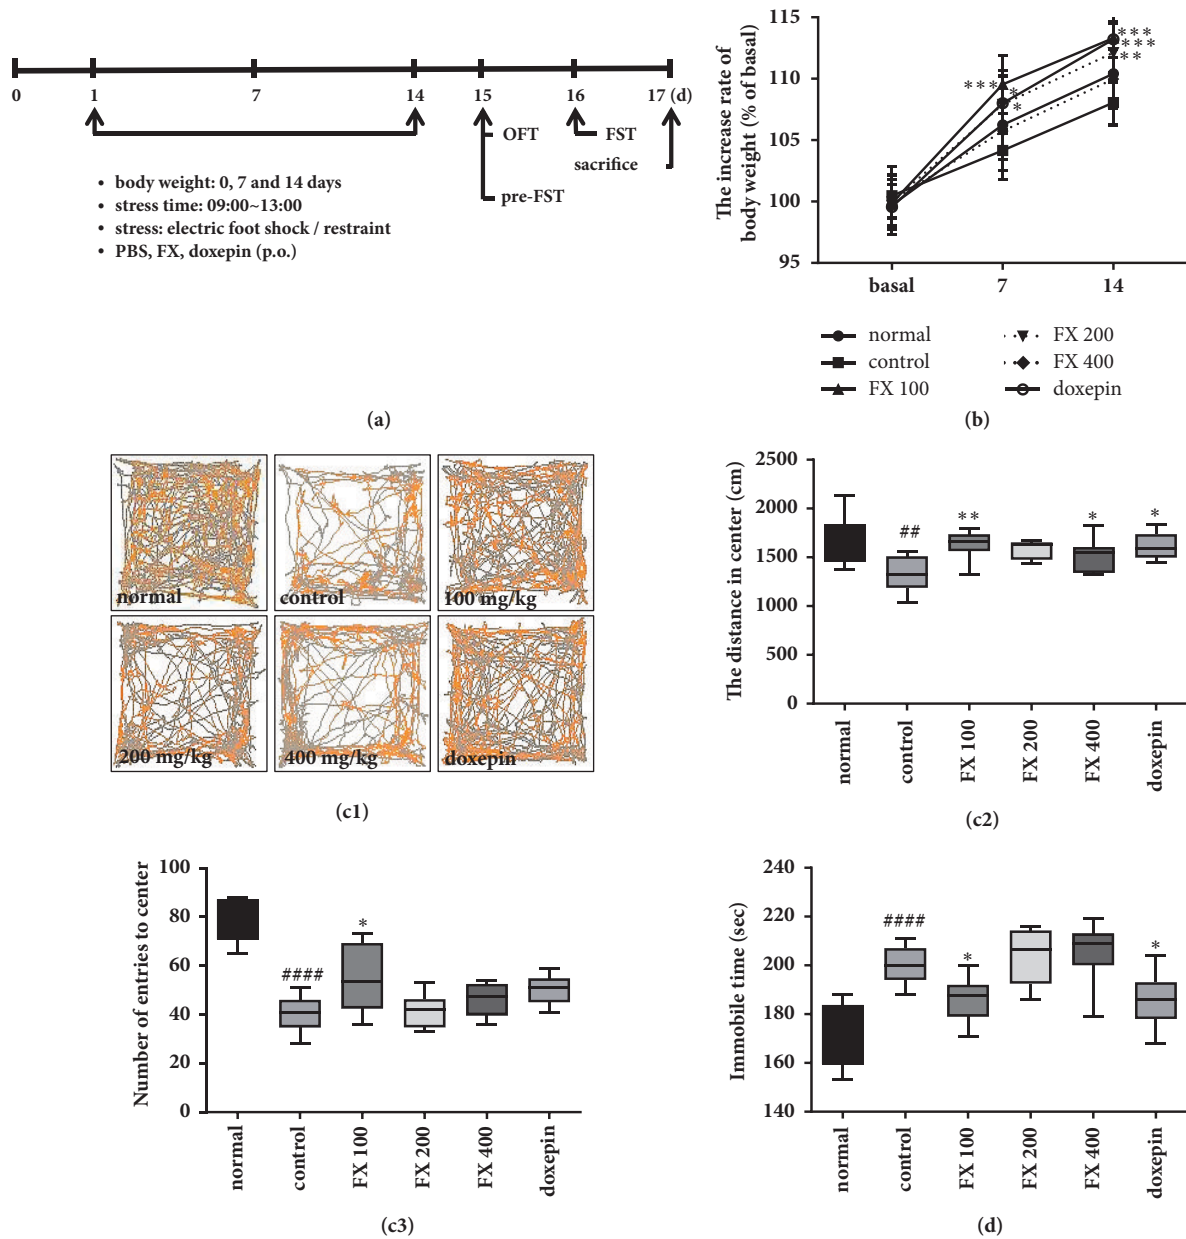 0 1 7 14 15 16 17 (d)
OFT
FST
sacrifice
pre-FST
• body weight: 0, 7 and 14 days
• stress time: 09:00~13:00
• stress: electric foot shock / restraint
• PBS, FX, doxepin (p.o.)
(a)
The increase rate of
body weight (% of basal)
115
110
105
100
95
***
*
*
***
***
**
basal 7 14
normal
control
FX 100
FX 200
FX 400
doxepin
(b)
normal
control
100 mg/kg
200 mg/kg
400 mg/kg
doxepin
(c1)
The distance in center (cm)
2500
2000
1500
1000
500
0
##
**
*
*
normal
control
FX 100
FX 200
FX 400
doxepin
(c2)
Number of entries to center
100
80
60
40
20
0
####
*
normal
control
FX 100
FX 200
FX 400
doxepin
(c3)
Immobile time (sec)
240
220
200
180
160
140
####
*
*
normal
control
FX 100
FX 200
FX 400
doxepin
(d)